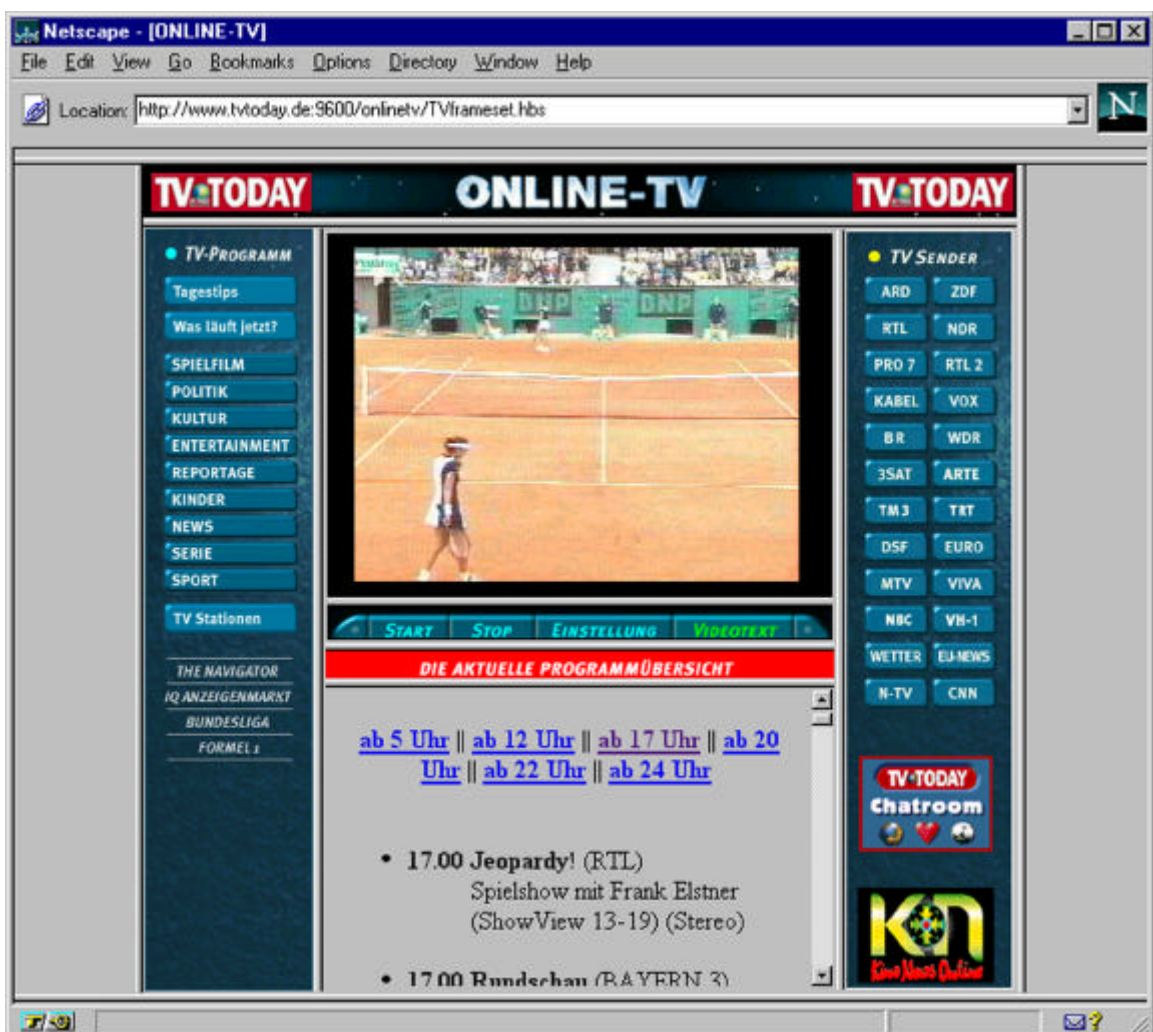 Netscape - [ONLINE-TV]
File Edit View Go Bookmarks Options Directory Window Help
Location: http://www.tvtoday.de:9600/onlinetv/TVframeset.hbs
N
TV TODAY
ONLINE-TV
TV TODAY
TV-PROGRAMM
Tagestips
Was läuft jetzt?
SPIELFILM
POLITIK
KULTUR
ENTERTAINMENT
REPORTAGE
KINDER
NEWS
SERIE
SPORT
TV Stationen
THE NAVIGATOR
IQ ANZEIGENMARKT
BUNDESLIGA
FORMEL 1
BNP BNP
START STOP EINSTELLUNG VIDEOTEXT
DIE AKTUELLE PROGRAMMÜBERSICHT
ab 5 Uhr || ab 12 Uhr || ab 17 Uhr || ab 20
Uhr || ab 22 Uhr || ab 24 Uhr
• 17.00 Jeopardy! (RTL)
Spielshow mit Frank Elstner
(ShowView 13-19) (Stereo)
• 17.00 Rundschau (BAYERN 3)
TV SENDER
ARD ZDF
RTL NDR
PRO 7 RTL 2
KABEL VOX
BR WDR
3SAT ARTE
TM 3 TRT
DSF EURO
MTV VIVA
NBC VH-1
WETTER EU-NEWS
N-TV CNN
TV TODAY
Chatroom
KN
Kino News Online